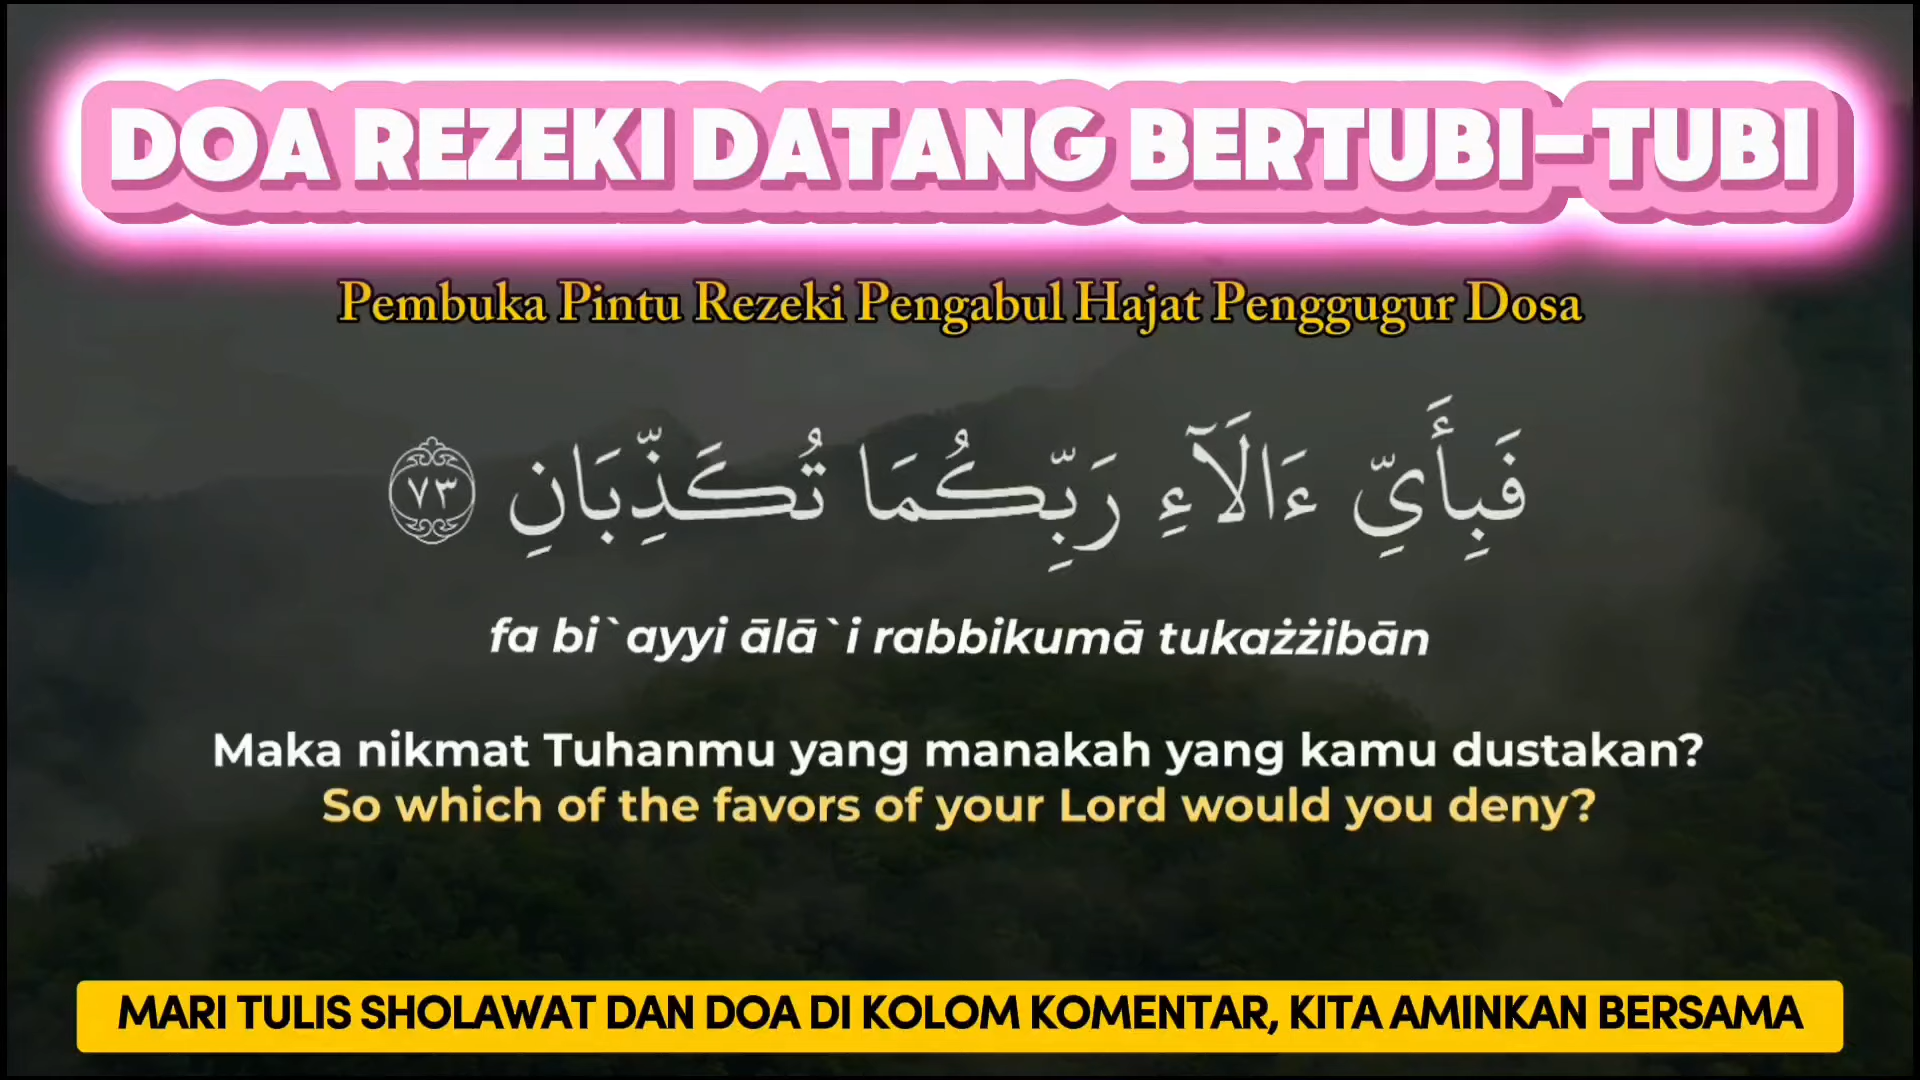 DOA REZEKI DATANG BERTUBI-TUBI
Pembuka Pintu Rezeki Pengabul Hajat Penggugur Dosa
فَبِأَيِّ ءَالَآءِ رَبِّكُمَا تُكَذِّبَانِ ٧٣
fa bi`ayyi ālā`i rabbikumā tukażżibān
Maka nikmat Tuhanmu yang manakah yang kamu dustakan?
So which of the favors of your Lord would you deny?
MARI TULIS SHOLAWAT DAN DOA DI KOLOM KOMENTAR, KITA AMINKAN BERSAMA